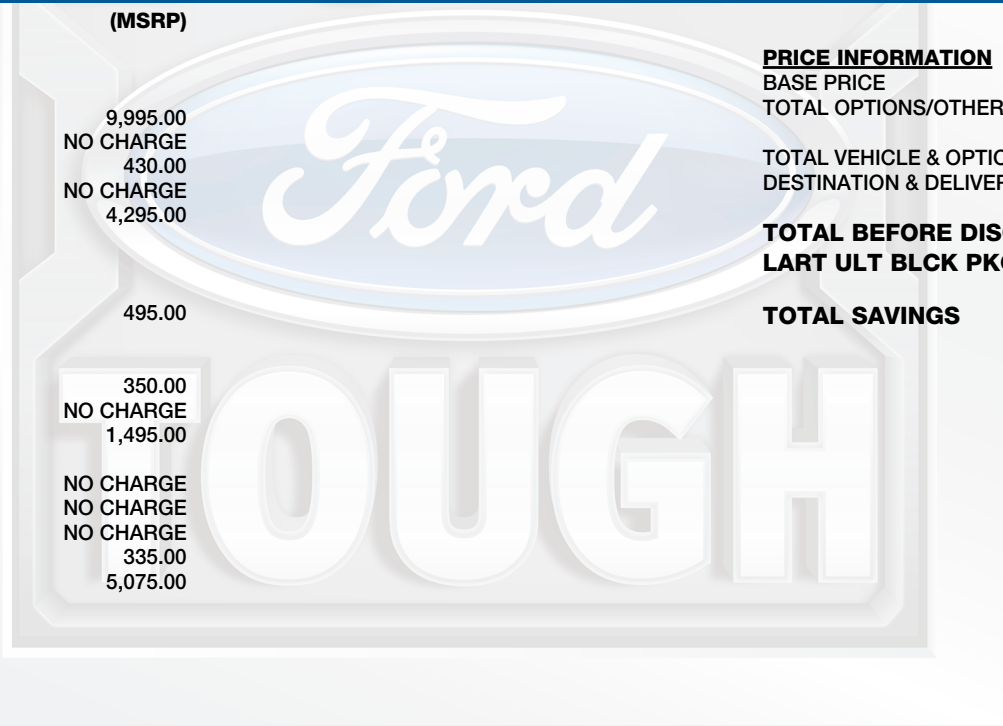 (MSRP)
9,995.00
NO CHARGE
430.00
NO CHARGE
4,295.00
495.00
350.00
NO CHARGE
1,495.00
NO CHARGE
NO CHARGE
NO CHARGE
335.00
5,075.00
PRICE INFORMATION
BASE PRICE
TOTAL OPTIONS/OTHER
TOTAL VEHICLE & OPTIO
DESTINATION & DELIVER
TOTAL BEFORE DIS
LART ULT BLCK PK
TOTAL SAVINGS
Ford
TOUGH